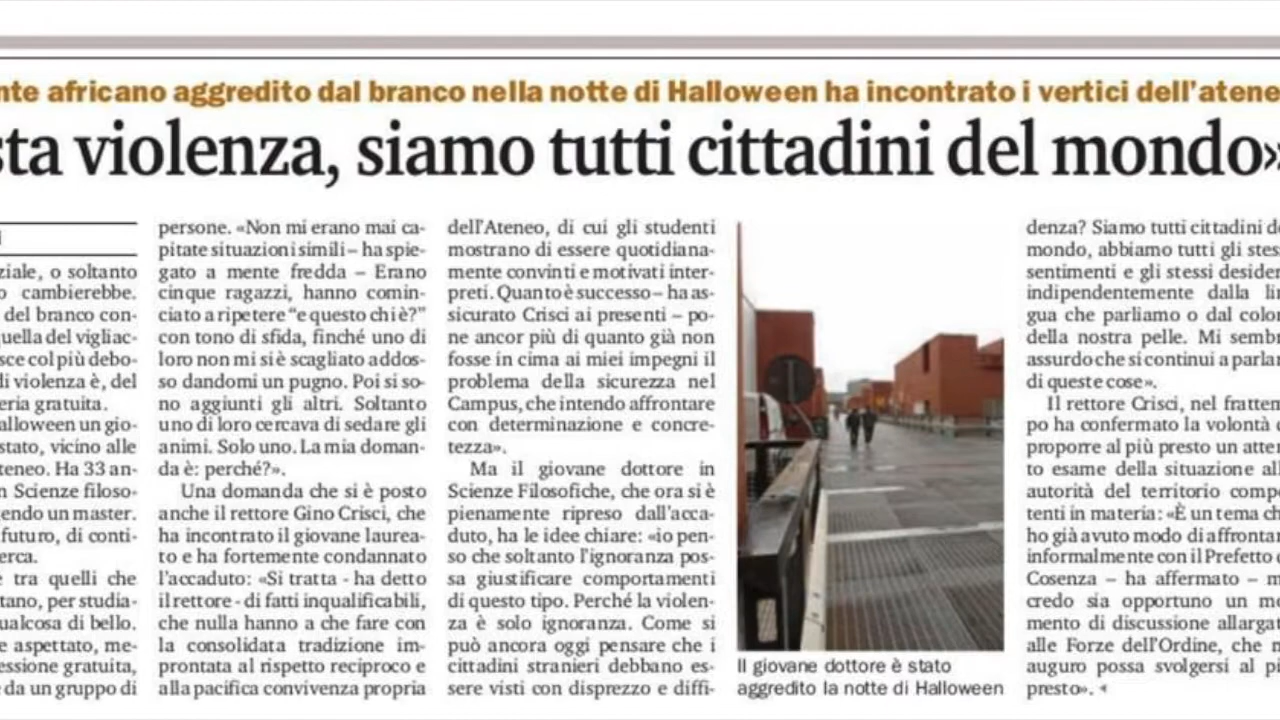 nte africano aggredito dal branco nella notte di Halloween ha incontrato i vertici dell'atene
sta violenza, siamo tutti cittadini del mondo»
i
ziale, o soltanto
o cambierebbe.
del branco con-
quella del vigliac-
sce col più debo-
di violenza è, del
eria gratuita.
alloween un gio-
stato, vicino alle
teneo. Ha 33 an-
n Scienze filoso-
endo un master.
futuro, di conti-
erca.
e tra quelli che
tano, per studia-
ualcosa di bello.
e aspettato, me-
essione gratuita,
e da un gruppo di
persone. «Non mi erano mai ca-
pitate situazioni simili – ha spie-
gato a mente fredda – Erano
cinque ragazzi, hanno comin-
ciato a ripetere "e questo chi è?"
con tono di sfida, finché uno di
loro non mi si è scagliato addos-
so dandomi un pugno. Poi si so-
no aggiunti gli altri. Soltanto
uno di loro cercava di sedare gli
animi. Solo uno. La mia doman-
da è: perché?».
Una domanda che si è posto
anche il rettore Gino Crisci, che
ha incontrato il giovane laurea-
to e ha fortemente condannato
l'accaduto: «Si tratta - ha detto
il rettore - di fatti inqualificabili,
che nulla hanno a che fare con
la consolidata tradizione im-
prontata al rispetto reciproco e
alla pacifica convivenza propria
dell'Ateneo, di cui gli studenti
mostrano di essere quotidiana-
mente convinti e motivati inter-
preti. Quanto è successo – ha as-
sicurato Crisci ai presenti – po-
ne ancor più di quanto già non
fosse in cima ai miei impegni il
problema della sicurezza nel
Campus, che intendo affrontare
con determinazione e concre-
tezza».
Ma il giovane dottore in
Scienze Filosofiche, che ora si è
pienamente ripreso dall'acca-
duto, ha le idee chiare: «io pen-
so che soltanto l'ignoranza pos-
sa giustificare comportamenti
di questo tipo. Perché la violen-
za è solo ignoranza. Come si
può ancora oggi pensare che i
cittadini stranieri debbano es-
sere visti con disprezzo e diffi-
Il giovane dottore è stato
aggredito la notte di Halloween
denza? Siamo tutti cittadini de
mondo, abbiamo tutti gli stess
sentimenti e gli stessi desider
indipendentemente dalla lin
gua che parliamo o dal color
della nostra pelle. Mi sembr
assurdo che si continui a parlar
di queste cose».
Il rettore Crisci, nel fratten
po ha confermato la volontà d
proporre al più presto un atten
to esame della situazione all
autorità del territorio compe
tenti in materia: «È un tema ch
ho già avuto modo di affrontar
informalmente con il Prefetto d
Cosenza – ha affermato – m
credo sia opportuno un mo
mento di discussione allargat
alle Forze dell'Ordine, che m
auguro possa svolgersi al pi
presto».